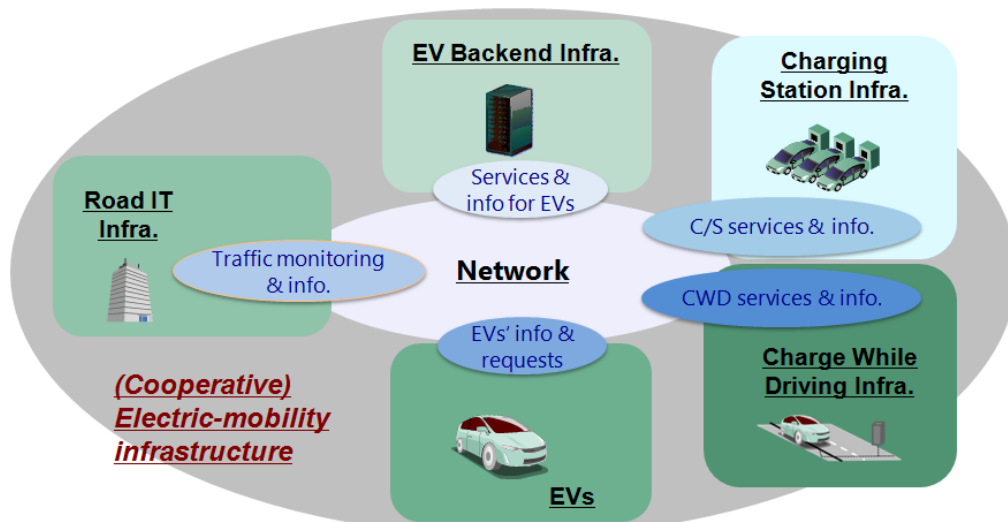 EV Backend Infra.
Services &
info for EVs
Charging
Station Infra.
C/S services & info.
Road IT
Infra.
Traffic monitoring
& info.
Network
CWD services & info.
EVs’ info &
requests
Charge While
Driving Infra.
(Cooperative)
Electric-mobility
infrastructure
EVs